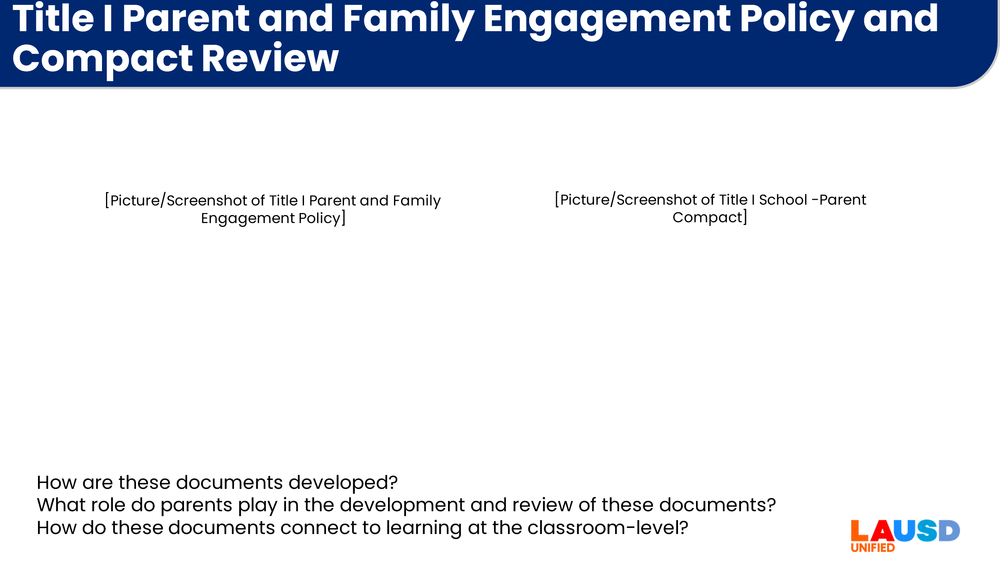 Title I Parent and Family Engagement Policy and
Compact Review
[Picture/Screenshot of Title I Parent and Family
Engagement Policy]
[Picture/Screenshot of Title I School -Parent
Compact]
How are these documents developed?
What role do parents play in the development and review of these documents?
How do these documents connect to learning at the classroom-level?
LAUSD
UNIFIED